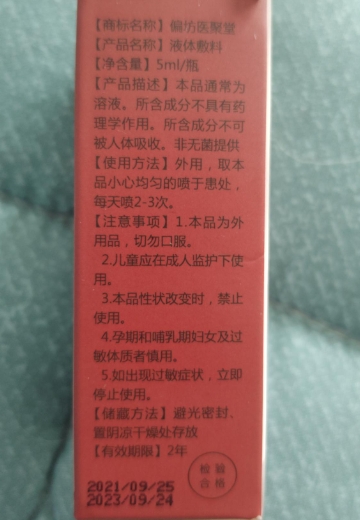 【商标名称】偏坊医聚堂
【产品名称】液体敷料
【净含量】5ml/瓶
【产品描述】本品通常为
溶液。所含成分不具有药
理学作用。所含成分不可
被人体吸收。非无菌提供
【使用方法】外用，取本
品小心均匀的喷于患处，
每天喷2-3次。
【注意事项】1.本品为外
用品，切勿口服。
2.儿童应在成人监护下使
用。
3.本品性状改变时，禁止
使用。
4.孕期和哺乳期妇女及过
敏体质者慎用。
5.如出现过敏症状，立即
停止使用。
【储藏方法】避光密封、
置阴凉干燥处存放
【有效期限】2年
检验
合格
2021/09/25
2023/09/24